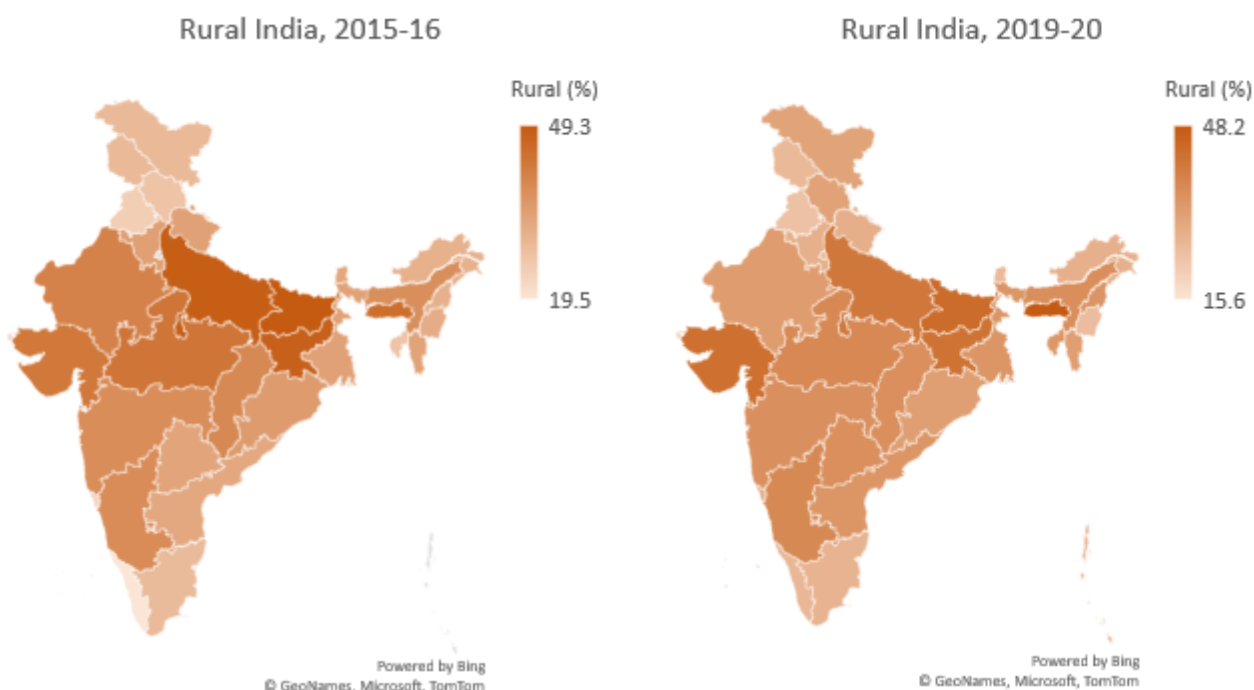 Rural India, 2015-16
Rural (%)
49.3
19.5
Powered by Bing
© GeoNames, Microsoft, TomTom
Rural India, 2019-20
Rural (%)
48.2
15.6
Powered by Bing
© GeoNames, Microsoft, TomTom